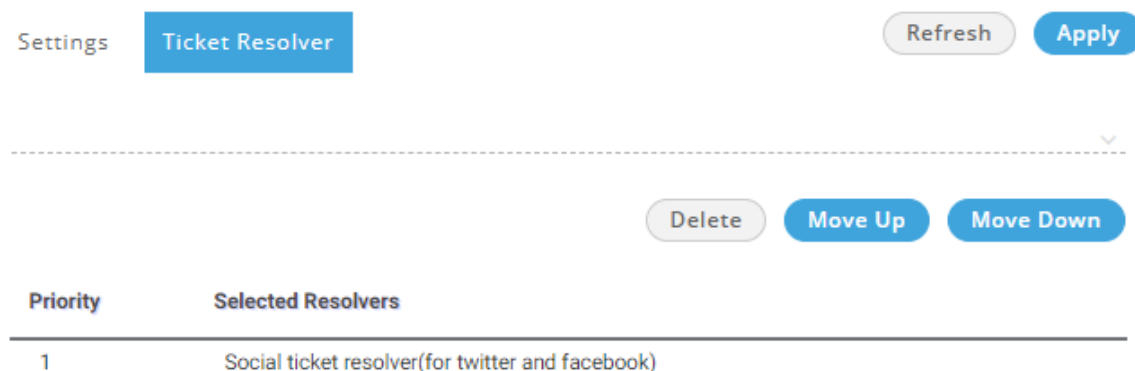 Settings Ticket Resolver Refresh Apply
Delete Move Up Move Down
Priority Selected Resolvers
1 Social ticket resolver(for twitter and facebook)